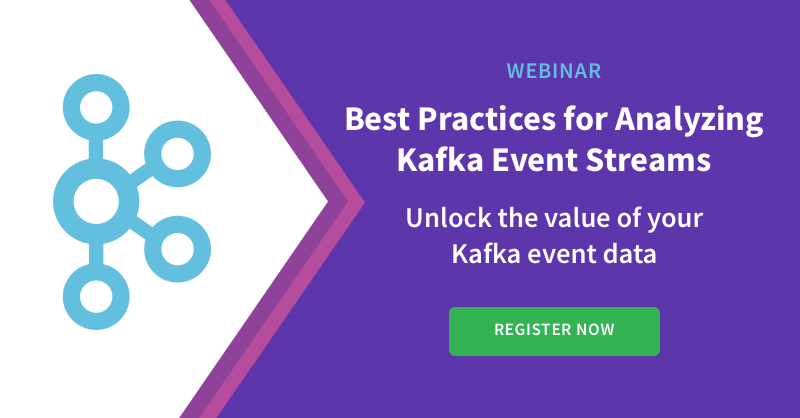 WEBINAR
Best Practices for Analyzing
Kafka Event Streams
Unlock the value of your
Kafka event data
REGISTER NOW